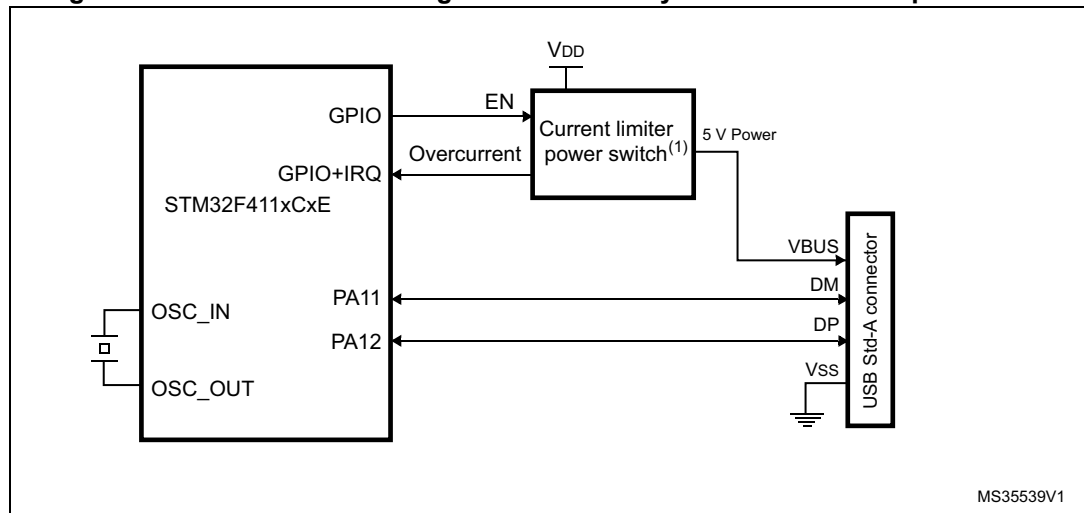 VDD
GPIO
EN
Current limiter
power switch(1)
5 V Power
Overcurrent
GPIO+IRQ
STM32F411xCxE
VBUS
DM
PA11
OSC_IN
DP
PA12
VSS
OSC_OUT
USB Std-A connector
MS35539V1